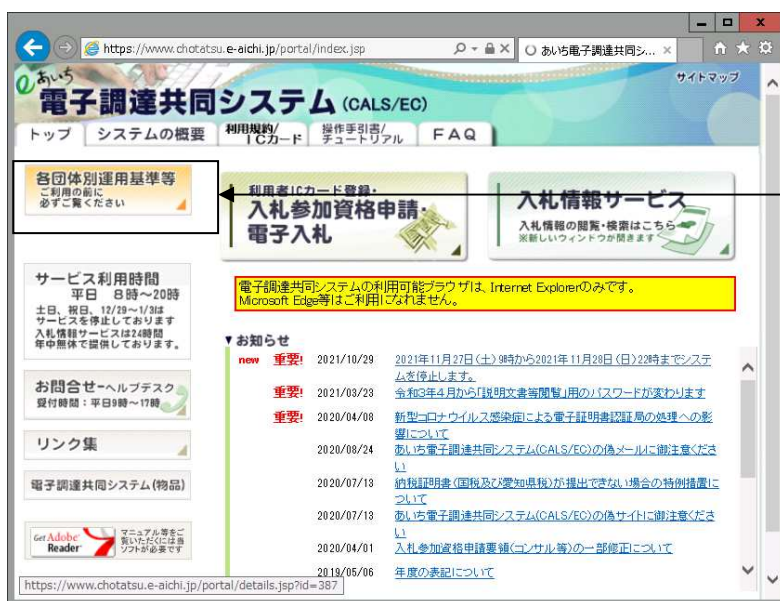 https://www.chotatsu.e-aichi.jp/portal/index.jsp
あいち電子調達共同シ...
あいち
電子調達共同システム (CALS/EC)
サイトマップ
トップ
システムの概要
利用規約/
ICカード
操作手引書/
チュートリアル
FAQ
各団体別運用基準等
ご利用の前に
必ずご覧ください
利用者ICカード登録・
入札参加資格申請・
電子入札
入札情報サービス
入札情報の閲覧・検索はこちら
※新しいウィントウが開きます
サービス利用時間
平日 8時~20時
土日、祝日、12/29~1/3は
サービスを停止しております
入札情報サービスは24時間
年中無休で提供しております。
電子調達共同システムの利用可能ブラウザは、Internet Explorerのみです。
Microsoft Edge等はご利用になれません。
▼お知らせ
new 重要! 2021/10/29 2021年11月27日(土)9時から2021年11月28日(日)22時までシステ
ムを停止します。
重要! 2021/03/23 令和3年4月から「説明文書等閲覧」用のパスワードが変わります
重要! 2020/04/08 新型コロナウイルス感染症による電子証明書認証局の処理への影
響について
2020/08/24 あいち電子調達共同システム(CALS/EC)の偽メールに御注意くださ
い
2020/07/13 納税証明書(国税及び愛知県税)が提出できない場合の特例措置に
ついて
2020/07/13 あいち電子調達共同システム(CALS/EC)の偽サイトに御注意くださ
い
2020/04/01 入札参加資格申請要領(コンサル等)の一部修正について
2019/05/06 年度の表記について
お問合せ-ヘルプデスク
受付時間:平日9時~17時
リンク集
電子調達共同システム(物品)
Get Adobe
Reader
マニュアル等をご
覧いただくには当
ソフトが必要です
https://www.chotatsu.e-aichi.jp/portal/details.jsp?id=387